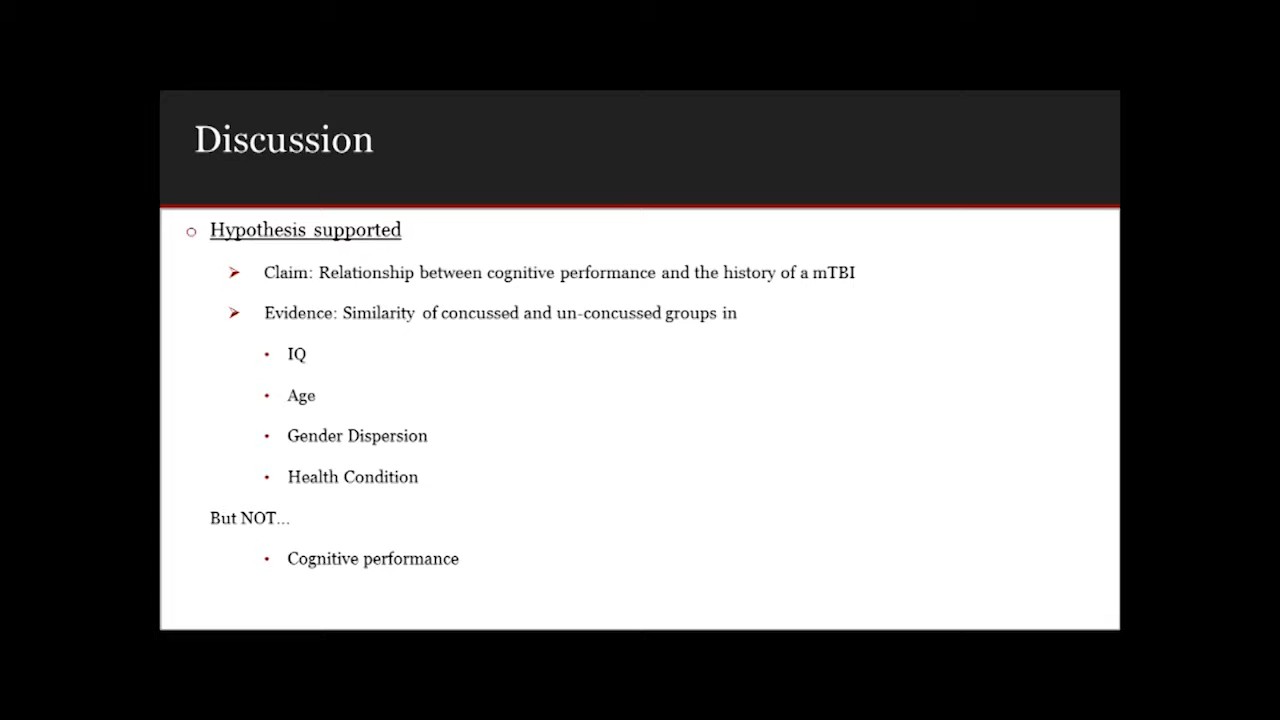 Discussion
Hypothesis supported
Claim: Relationship between cognitive performance and the history of a mTBI
Evidence: Similarity of concussed and un-concussed groups in
IQ
Age
Gender Dispersion
Health Condition
But NOT...
Cognitive performance